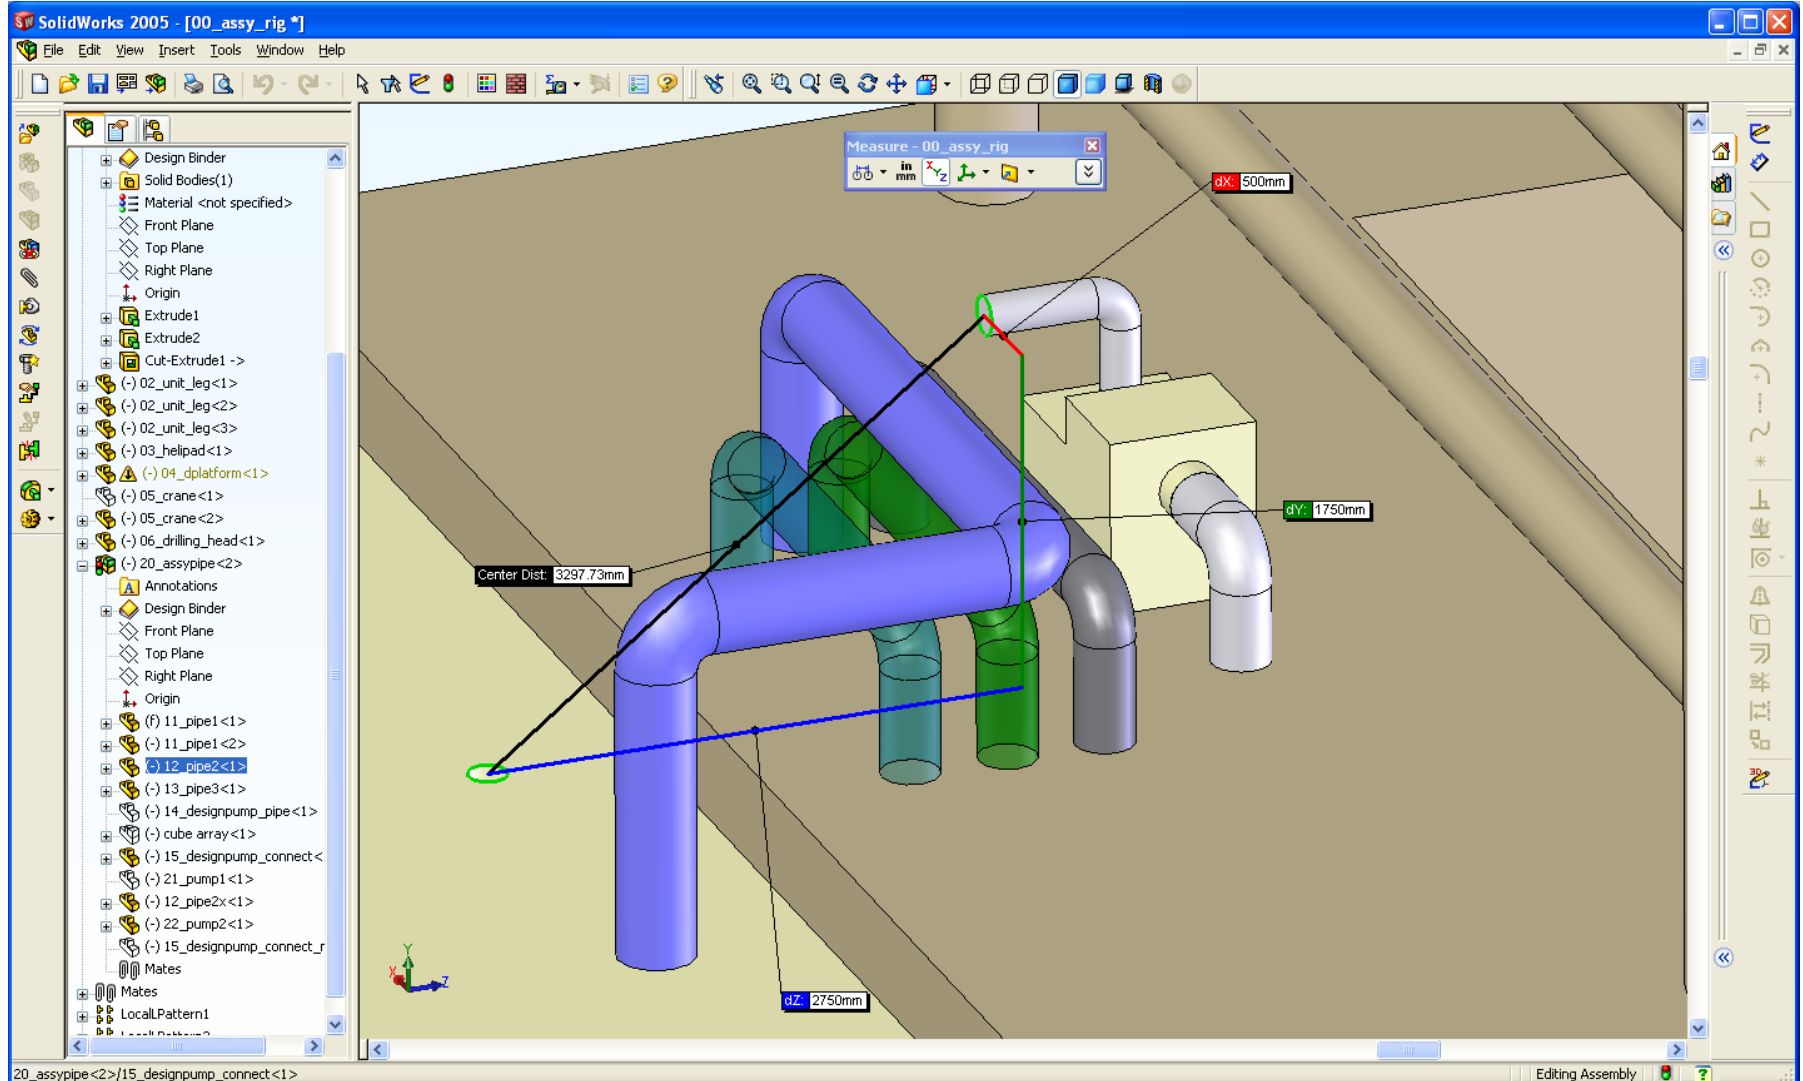 SolidWorks 2005 - [00_assy_rig *]
File Edit View Insert Tools Window Help
Design Binder
Solid Bodies(1)
Material <not specified>
Front Plane
Top Plane
Right Plane
Origin
Extrude1
Extrude2
Cut-Extrude1 ->
(-) 02_unit_leg<1>
(-) 02_unit_leg<2>
(-) 02_unit_leg<3>
(-) 03_helipad<1>
(-) 04_dplatform<1>
(-) 05_crane<1>
(-) 05_crane<2>
(-) 06_drilling_head<1>
(-) 20_assypipe<2>
Annotations
Design Binder
Front Plane
Top Plane
Right Plane
Origin
(f) 11_pipe1<1>
(-) 11_pipe1<2>
(-) 12_pipe2<1>
(-) 13_pipe3<1>
(-) 14_designpump_pipe<1>
(-) cube array<1>
(-) 15_designpump_connect<
(-) 21_pump1<1>
(-) 12_pipe2x<1>
(-) 22_pump2<1>
(-) 15_designpump_connect_r
Mates
Mates
LocalLPattern1
Measure - 00_assy_rig
in
mm
XYZ
dX: 500mm
dY: 1750mm
Center Dist: 3297.73mm
dZ: 2750mm
Y
X
Z
3D
20_assypipe<2>/15_designpump_connect<1>
Editing Assembly